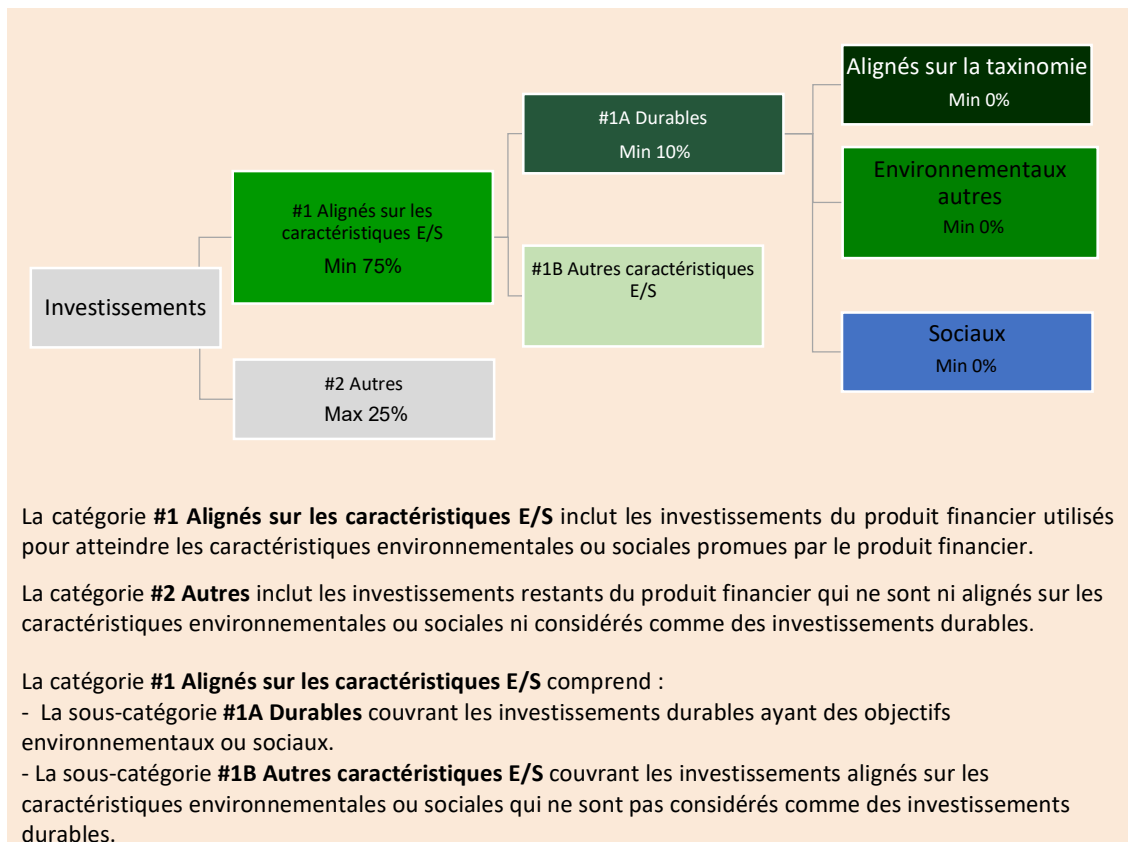 Investissements
#1 Alignés sur les
caractéristiques E/S
Min 75%
#2 Autres
Max 25%
#1A Durables
Min 10%
#1B Autres caractéristiques
E/S
Alignés sur la taxinomie
Min 0%
Environnementaux
autres
Min 0%
Sociaux
Min 0%
La catégorie #1 Alignés sur les caractéristiques E/S inclut les investissements du produit financier utilisés
pour atteindre les caractéristiques environnementales ou sociales promues par le produit financier.
La catégorie #2 Autres inclut les investissements restants du produit financier qui ne sont ni alignés sur les
caractéristiques environnementales ou sociales ni considérés comme des investissements durables.
La catégorie #1 Alignés sur les caractéristiques E/S comprend :
- La sous-catégorie #1A Durables couvrant les investissements durables ayant des objectifs
environnementaux ou sociaux.
- La sous-catégorie #1B Autres caractéristiques E/S couvrant les investissements alignés sur les
caractéristiques environnementales ou sociales qui ne sont pas considérés comme des investissements
durables.